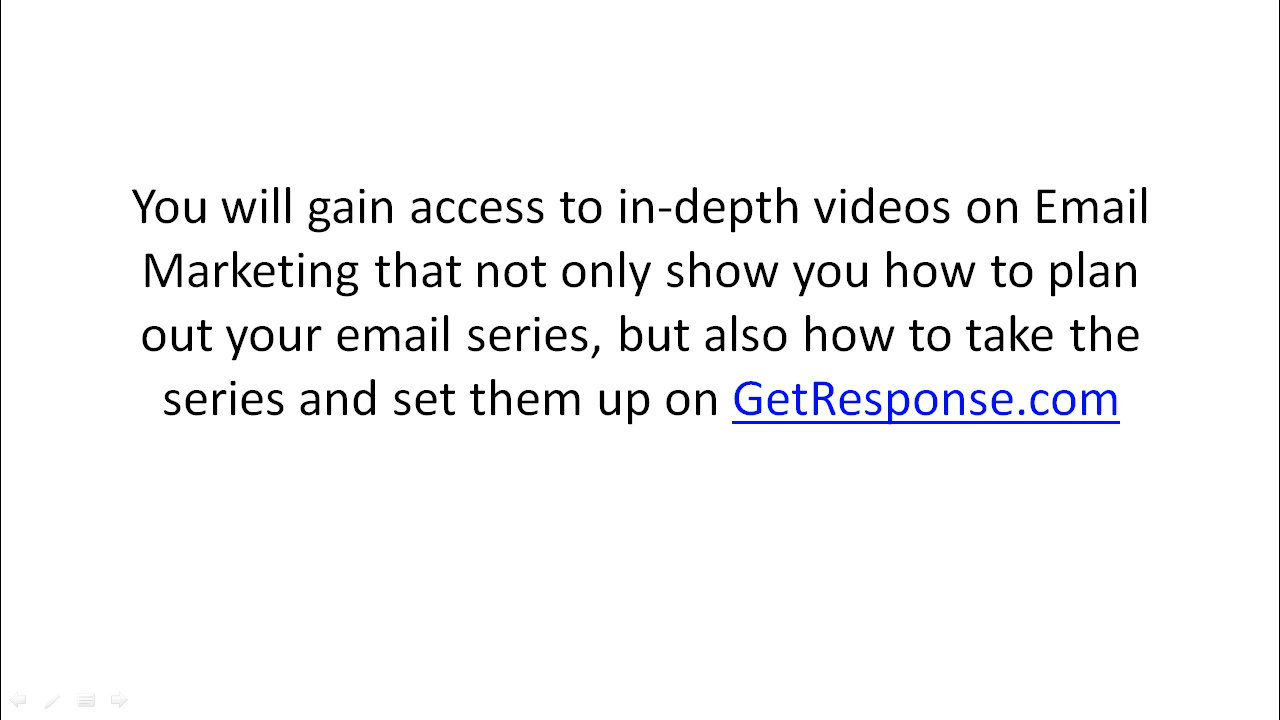 You will gain access to in-depth videos on Email
Marketing that not only show you how to plan
out your email series, but also how to take the
series and set them up on GetResponse.com